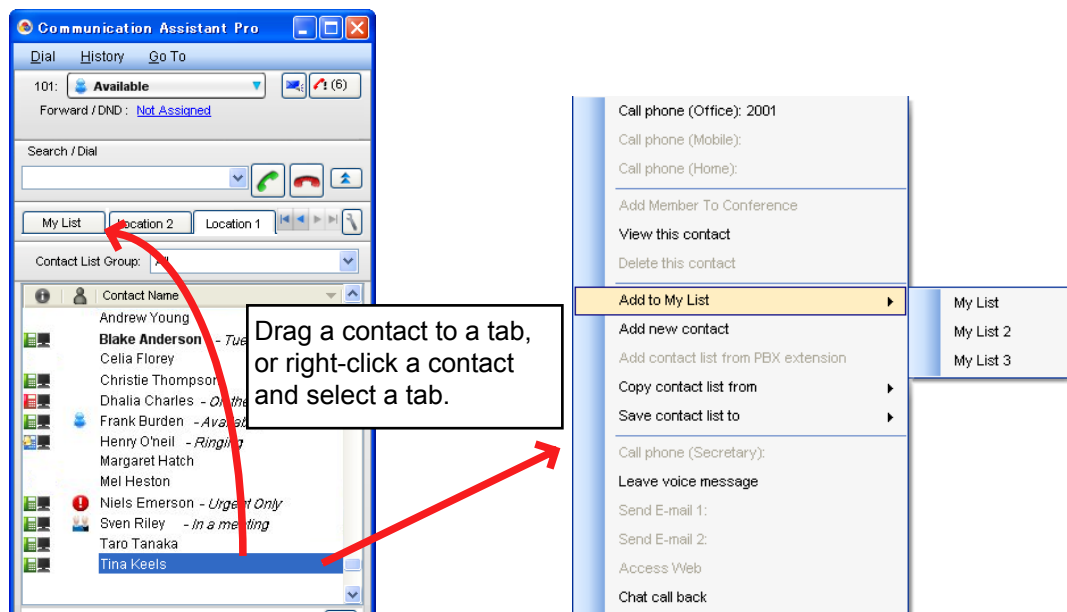 Communication Assistant Pro
Dial History Go To
101: Available (6)
Forward / DND : Not Assigned
Search / Dial
My List Location 2 Location 1
Contact List Group: All
Contact Name
Andrew Young
Blake Anderson - Tue
Celia Florey
Christie Thompson
Dhalia Charles - On the
Frank Burden - Availab
Henry O'neil - Ringing
Margaret Hatch
Mel Heston
Niels Emerson - Urgent Only
Sven Riley - In a meeting
Taro Tanaka
Tina Keels
Drag a contact to a tab,
or right-click a contact
and select a tab.
Call phone (Office): 2001
Call phone (Mobile):
Call phone (Home):
Add Member To Conference
View this contact
Delete this contact
Add to My List
Add new contact
Add contact list from PBX extension
Copy contact list from
Save contact list to
Call phone (Secretary):
Leave voice message
Send E-mail 1:
Send E-mail 2:
Access Web
Chat call back
My List
My List 2
My List 3